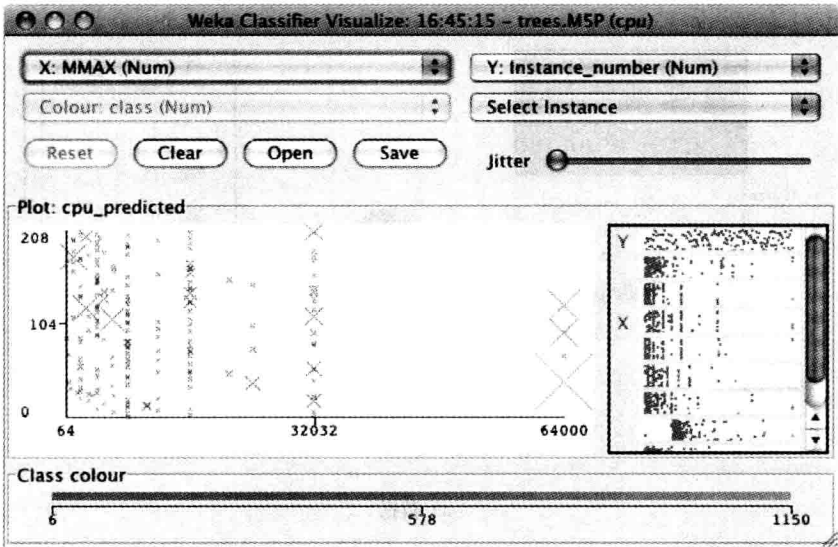 Weka Classifier Visualize: 16:45:15 – trees.M5P (cpu)
X: MMAX (Num)
Y: Instance_number (Num)
Colour: class (Num)
Select Instance
Reset
Clear
Open
Save
Jitter
Plot: cpu_predicted
208
104
0
64
32032
64000
Y
X
Class colour
6
578
1150